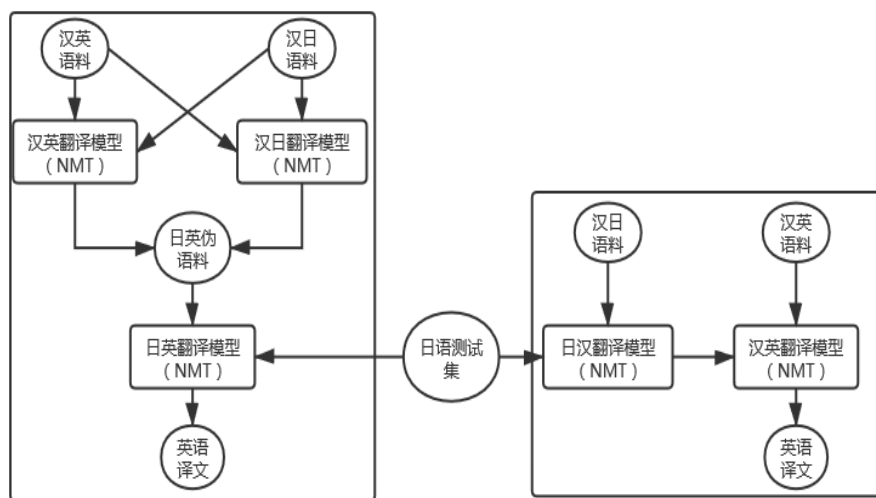 汉英
语料
汉日
语料
汉英翻译模型
（NMT）
汉日翻译模型
（NMT）
日英伪
语料
日英翻译模型
（NMT）
英语
译文
日语测试
集
汉日
语料
汉英
语料
日汉翻译模型
（NMT）
汉英翻译模型
（NMT）
英语
译文